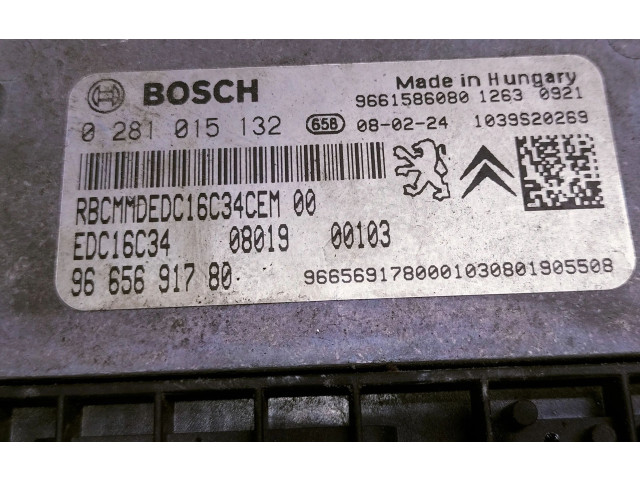 BOSCH
Made in Hungary
9661586080 1263 0921
0 281 015 132 658 08-02-24 1039S20269
RBCMMDEDC16C34CEM 00
EDC16C34 08019 00103
96 656 917 80
9665691780001030801905508